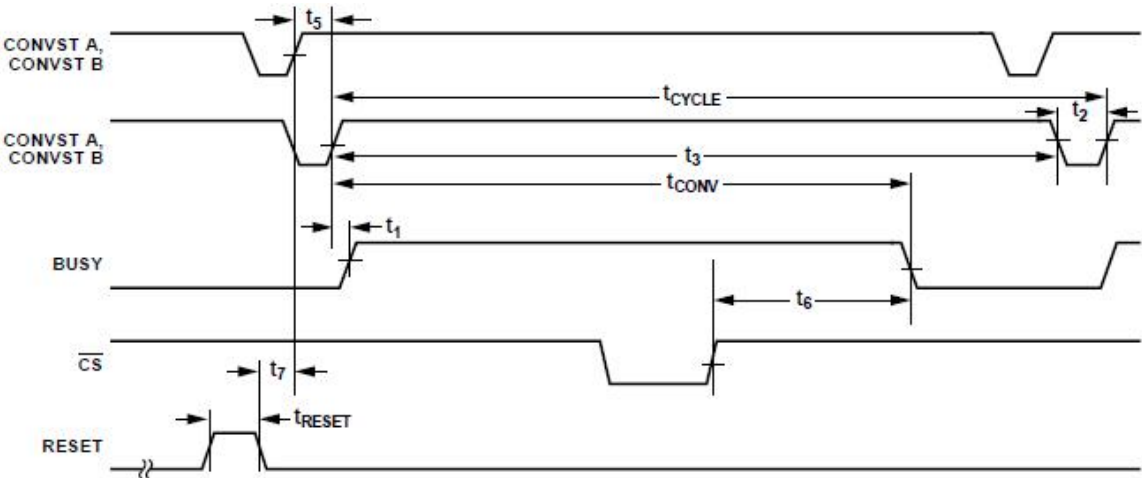 t5
CONVST A,
CONVST B
tCYCLE
t2
CONVST A,
CONVST B
t3
tCONV
t1
BUSY
t6
CS
t7
tRESET
RESET